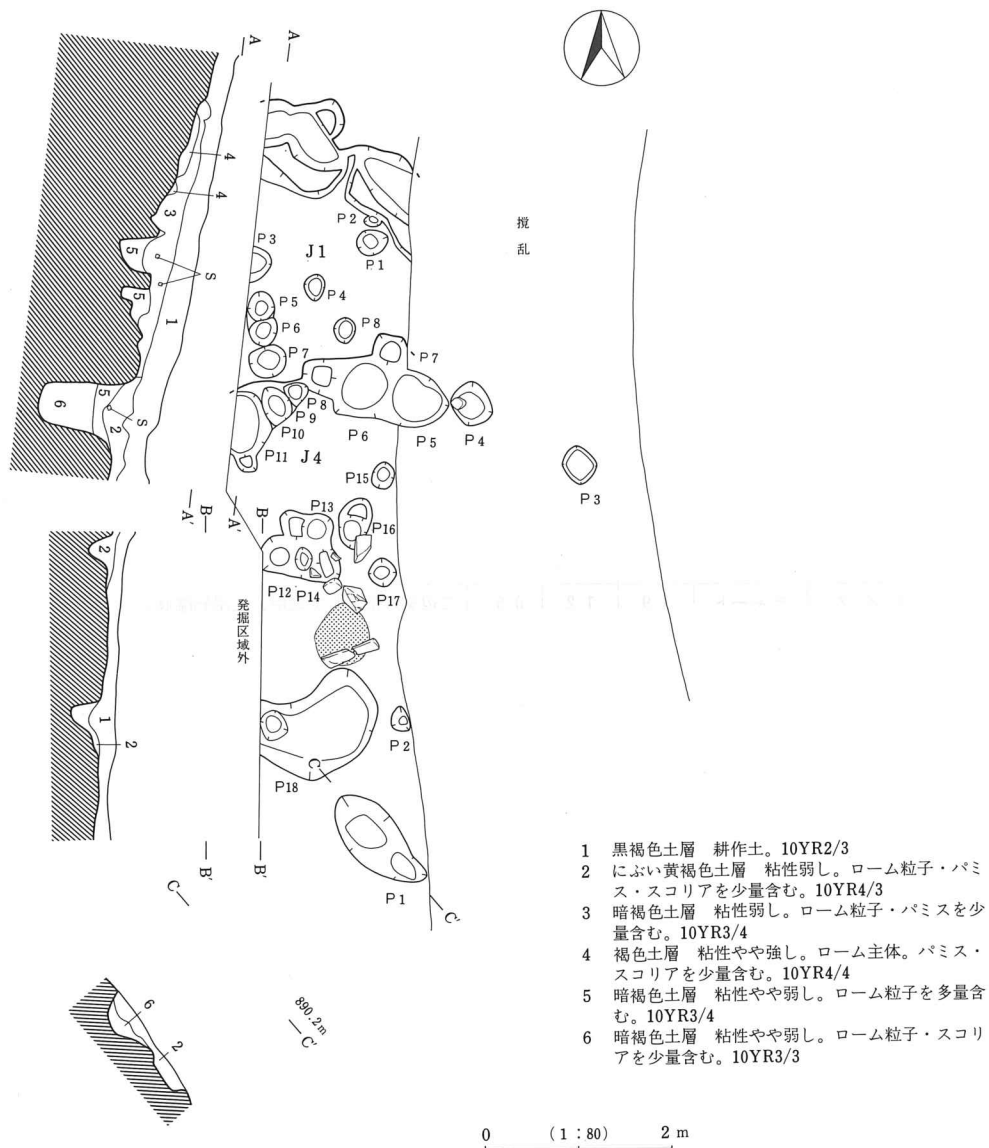 A
A
4
4
3
5
S
5
1
6
5
S
2
A'
A'
B
B
2
1
2
B'
B'
C
C
C'
6
2
890.2m
C'
攪乱
発掘区域外
P2
P1
P3
J1
P4
P5
P6
P8
P7
P7
P8
P9
P10
P11
J4
P6
P5
P4
P3
P15
P13
P16
P12
P14
P17
P2
P18
P1
1 黒褐色土層 耕作土。10YR2/3
2 にぶい黄褐色土層 粘性弱し。ローム粒子・パミ
ス・スコリアを少量含む。10YR4/3
3 暗褐色土層 粘性弱し。ローム粒子・パミスを少
量含む。10YR3/4
4 褐色土層 粘性やや強し。ローム主体。パミス・
スコリアを少量含む。10YR4/4
5 暗褐色土層 粘性やや弱し。ローム粒子を多量含
む。10YR3/4
6 暗褐色土層 粘性やや弱し。ローム粒子・スコリ
アを少量含む。10YR3/3
0 (1:80) 2m